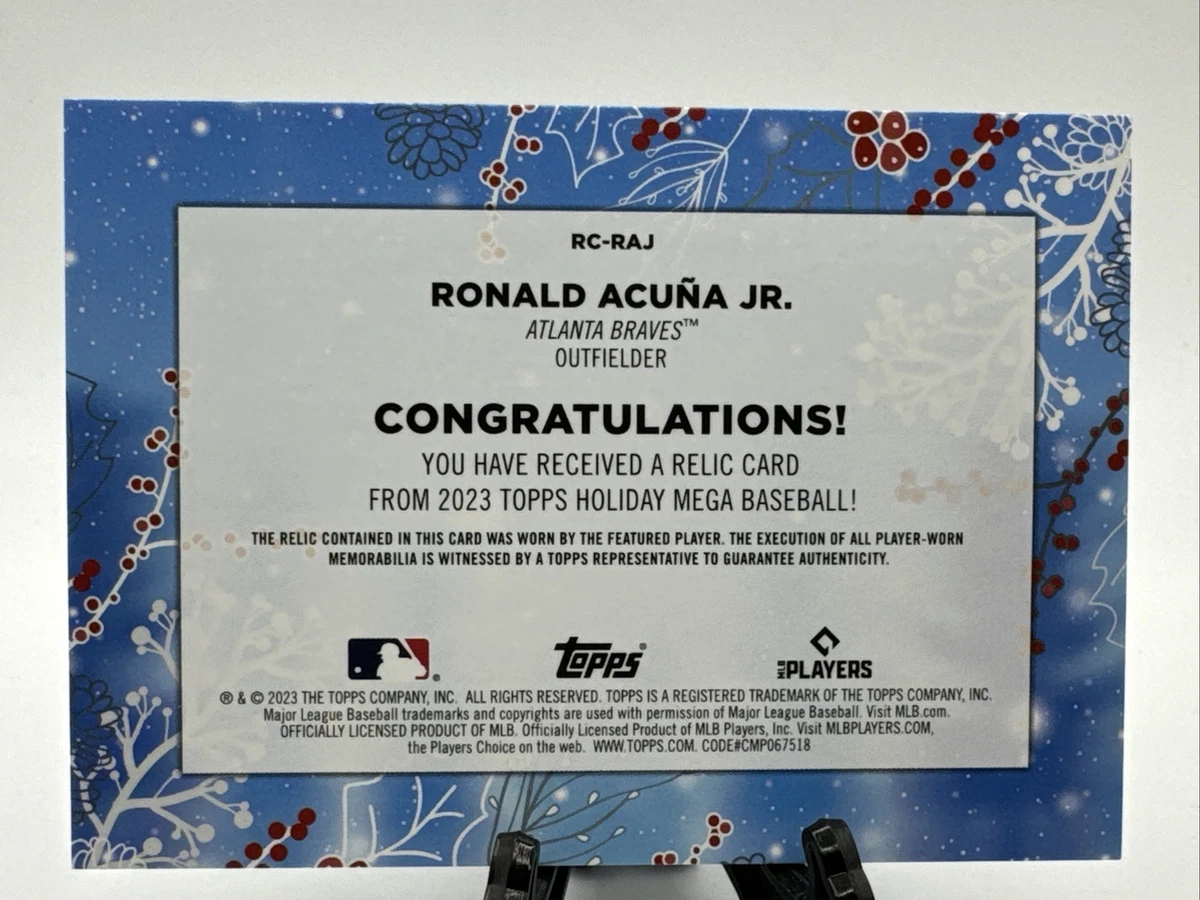 RC-RAJ
RONALD ACUÑA JR.
ATLANTA BRAVES™
OUTFIELDER
CONGRATULATIONS!
YOU HAVE RECEIVED A RELIC CARD
FROM 2023 TOPPS HOLIDAY MEGA BASEBALL!
THE RELIC CONTAINED IN THIS CARD WAS WORN BY THE FEATURED PLAYER. THE EXECUTION OF ALL PLAYER-WORN
MEMORABILIA IS WITNESSED BY A TOPPS REPRESENTATIVE TO GUARANTEE AUTHENTICITY.
® topps® MLB PLAYERS
® & © 2023 THE TOPPS COMPANY, INC. ALL RIGHTS RESERVED. TOPPS IS A REGISTERED TRADEMARK OF THE TOPPS COMPANY, INC.
Major League Baseball trademarks and copyrights are used with permission of Major League Baseball. Visit MLB.com.
OFFICIALLY LICENSED PRODUCT OF MLB. Officially Licensed Product of MLB Players, Inc. Visit MLBPLAYERS.COM,
the Players Choice on the web. WWW.TOPPS.COM. CODE#CMP067518